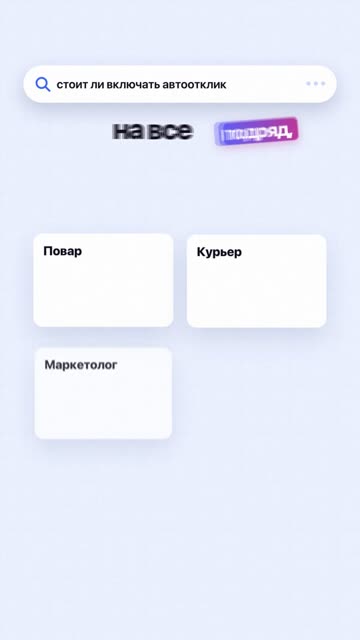 стоит ли включать автоотклик
на все подряд,
Повар
Курьер
Маркетолог